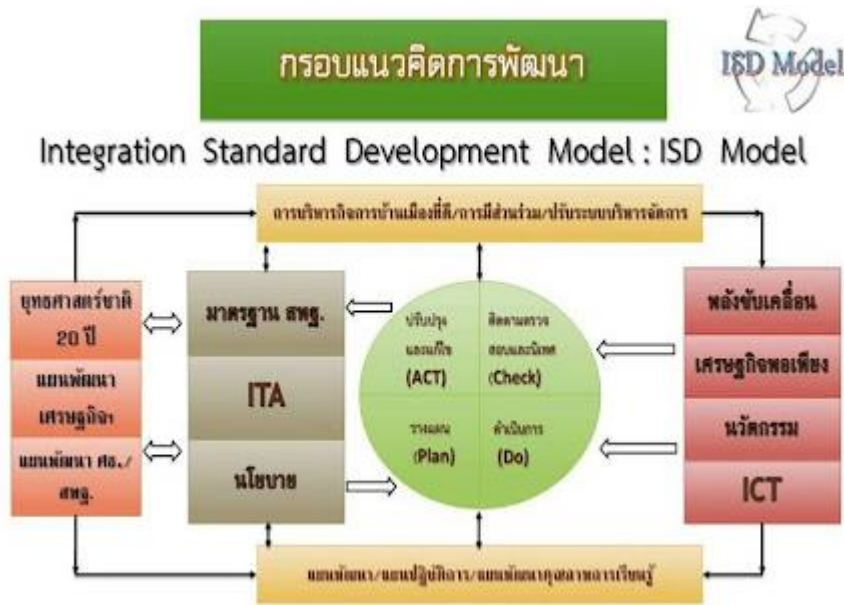 กรอบแนวคิดการพัฒนา
ISD Model
Integration Standard Development Model : ISD Model
การบริหารกิจการบ้านเมืองที่ดี/การมีส่วนร่วม/ปรับระบบบริหารจัดการ
ยุทธศาสตร์ชาติ
20 ปี
แผนพัฒนา
เศรษฐกิจฯ
แผนพัฒนา ศธ./
สพฐ.
มาตรฐาน สพฐ.
ITA
นโยบาย
ปรับปรุง
และแก้ไข
(ACT)
ติดตามตรวจ
สอบและนิเทศ
(Check)
วางแผน
(Plan)
ดำเนินการ
(Do)
พลังขับเคลื่อน
เศรษฐกิจพอเพียง
นวัตกรรม
ICT
แผนพัฒนา/แผนปฏิบัติการ/แผนพัฒนาคุณภาพการเรียนรู้